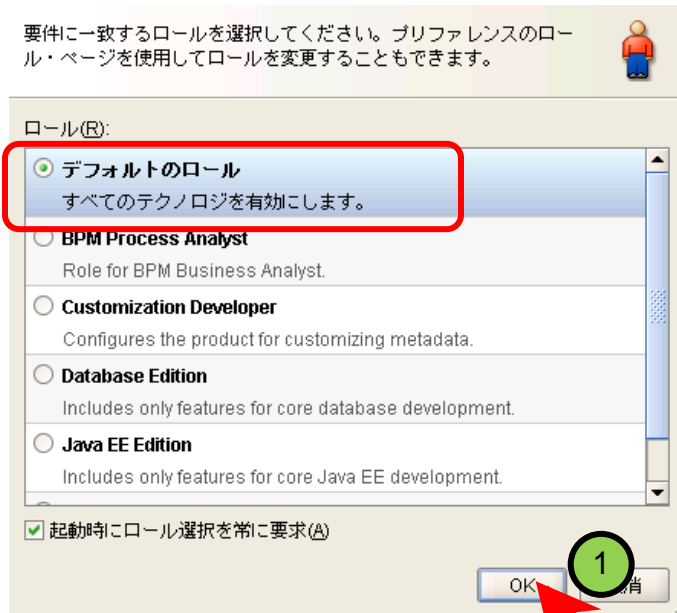 要件に一致するロールを選択してください。プリファレンスのロー
ル・ページを使用してロールを変更することもできます。
ロール(R):
デフォルトのロール
すべてのテクノロジを有効にします。
BPM Process Analyst
Role for BPM Business Analyst.
Customization Developer
Configures the product for customizing metadata.
Database Edition
Includes only features for core database development.
Java EE Edition
Includes only features for core Java EE development.
起動時にロール選択を常に要求(A)
1
OK 消